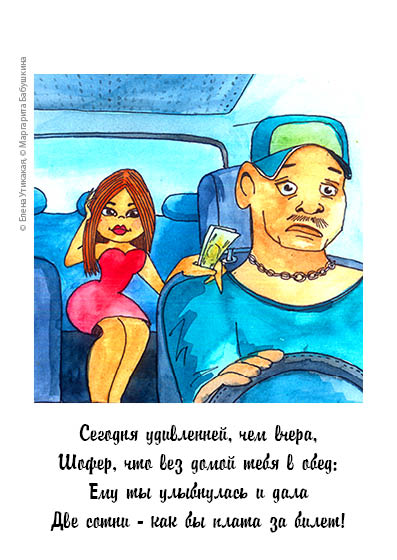 © Елена Утикакая, © Маргарита Бабушкина
Сегодня удивленней, чем вчера,
Шофер, что вез домой тебя в обед:
Ему ты улыбнулась и дала
Две сотни - как бы плата за билет!